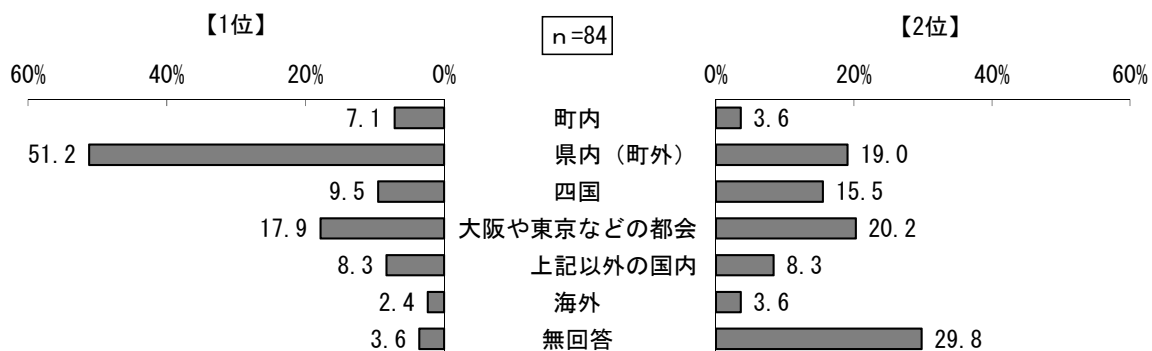 【1位】 n=84 【2位】
60% 40% 20% 0% 0% 20% 40% 60%
7.1 町内 3.6
51.2 県内（町外） 19.0
9.5 四国 15.5
17.9 大阪や東京などの都会 20.2
8.3 上記以外の国内 8.3
2.4 海外 3.6
3.6 無回答 29.8